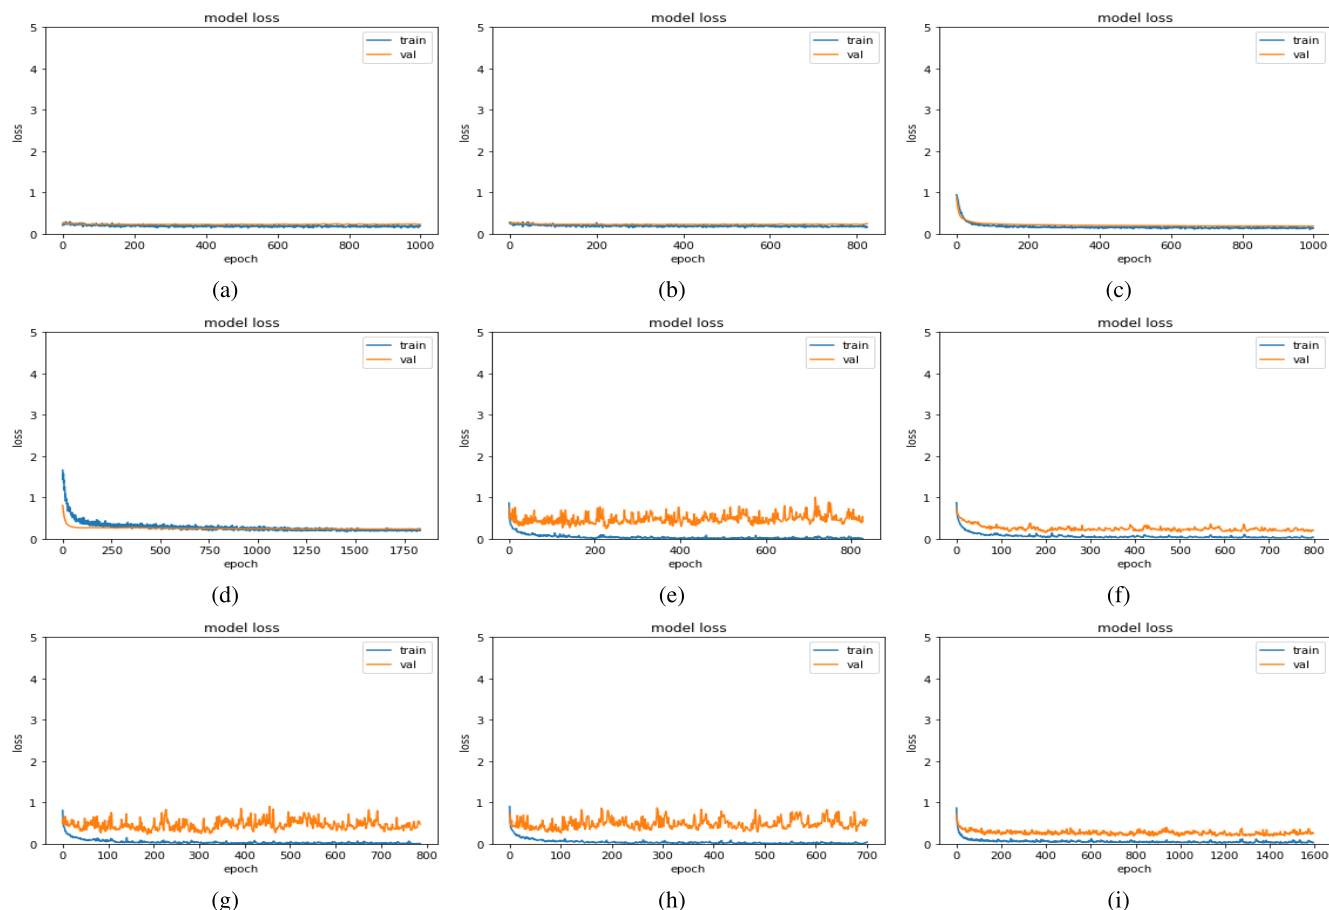 model loss model loss model loss
5 5 5
train train train
val val val
4 4 4
3 3 3
loss loss loss
2 2 2
1 1 1
0 0 0
0 200 400 600 800 1000 0 200 400 600 800 0 200 400 600 800 1000
epoch epoch epoch
(a) (b) (c)
model loss model loss model loss
5 5 5
train train train
val val val
4 4 4
3 3 3
loss loss loss
2 2 2
1 1 1
0 0 0
0 250 500 750 1000 1250 1500 1750 0 200 400 600 800 0 100 200 300 400 500 600 700 800
epoch epoch epoch
(d) (e) (f)
model loss model loss model loss
5 5 5
train train train
val val val
4 4 4
3 3 3
loss loss loss
2 2 2
1 1 1
0 0 0
0 100 200 300 400 500 600 700 800 0 100 200 300 400 500 600 700 0 200 400 600 800 1000 1200 1400 1600
epoch epoch epoch
(g) (h) (i)